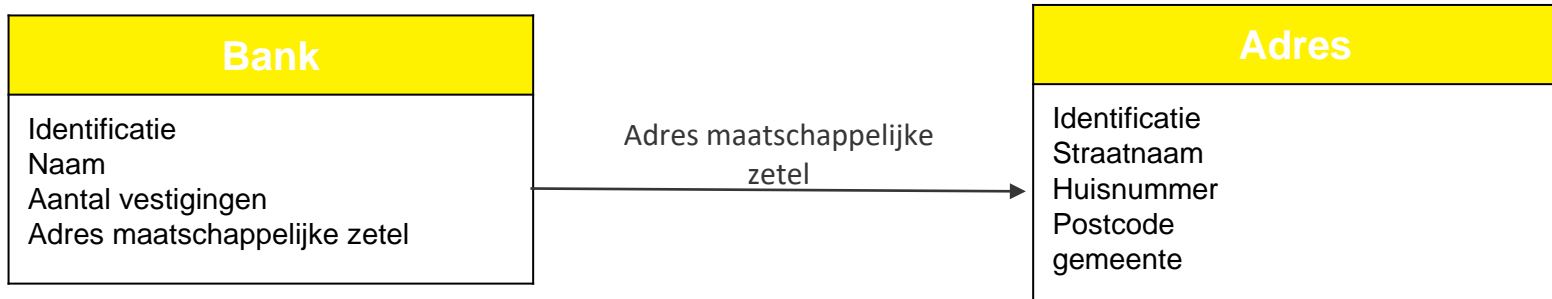 Bank
Identificatie
Naam
Aantal vestigingen
Adres maatschappelijke zetel
Adres maatschappelijke
zetel
Adres
Identificatie
Straatnaam
Huisnummer
Postcode
gemeente